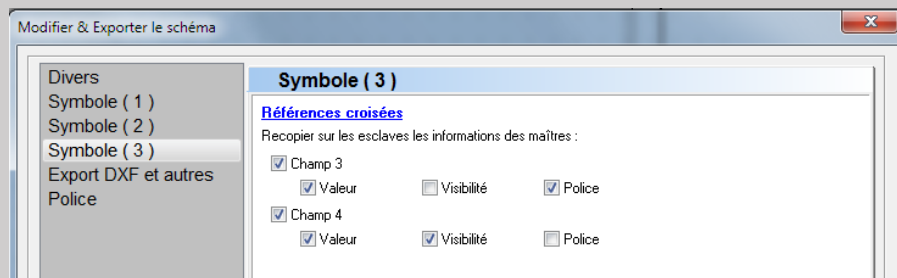 Modifier & Exporter le schéma
Divers
Symbole ( 1 )
Symbole ( 2 )
Symbole ( 3 )
Export DXF et autres
Police
Symbole ( 3 )
Références croisées
Recopier sur les esclaves les informations des maîtres :
Champ 3
Valeur Visibilité Police
Champ 4
Valeur Visibilité Police